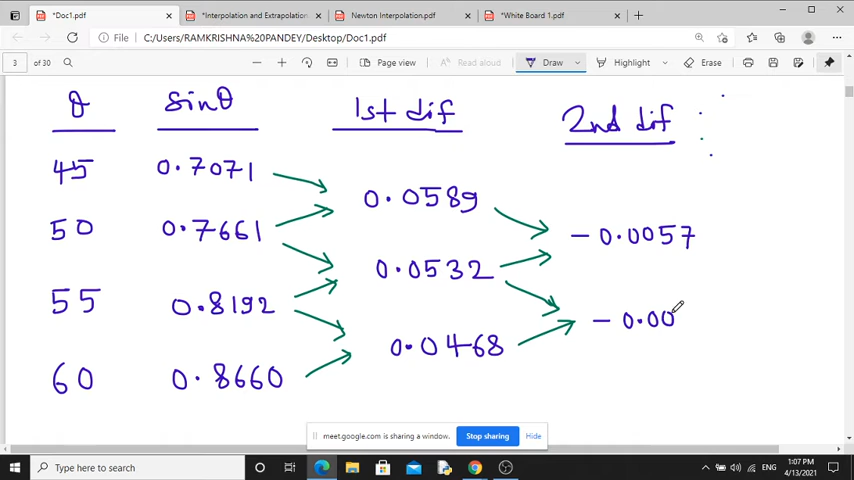 *Doc1.pdf
*Interpolation and Extrapolation
Newton Interpolation.pdf
*White Board 1.pdf
C:/Users/RAMKRISHNA%20PANDEY/Desktop/Doc1.pdf
3 of 30
Page view
Read aloud
Draw
Highlight
Erase
θ sinθ 1st dif 2nd dif
45 0.7071
0.0589
50 0.7661 -0.0057
0.0532
55 0.8192 -0.00
0.0468
60 0.8660
meet.google.com is sharing a window. Stop sharing Hide
Type here to search
ENG
1:07 PM
4/13/2021